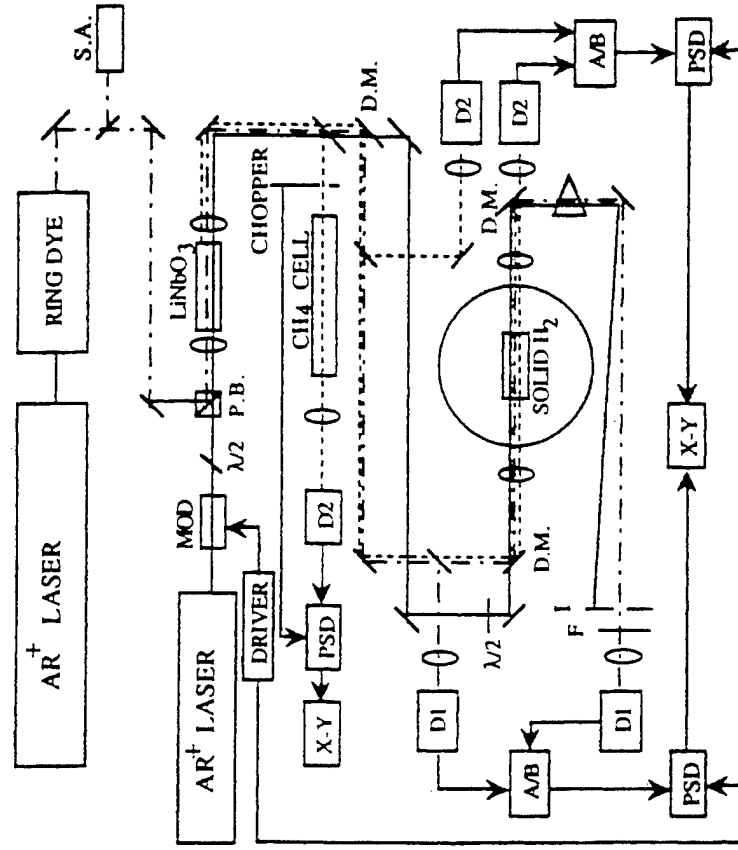 AR+ LASER
RING DYE
S.A.
AR+ LASER
MOD
λ/2
P.B.
LiNbO3
DRIVER
CHOPPER
CH4 CELL
D2
PSD
X-Y
D.M.
D.M.
D.M.
SOLID H2
λ/2
D2
D2
A/B
PSD
X-Y
F
D1
D1
A/B
PSD